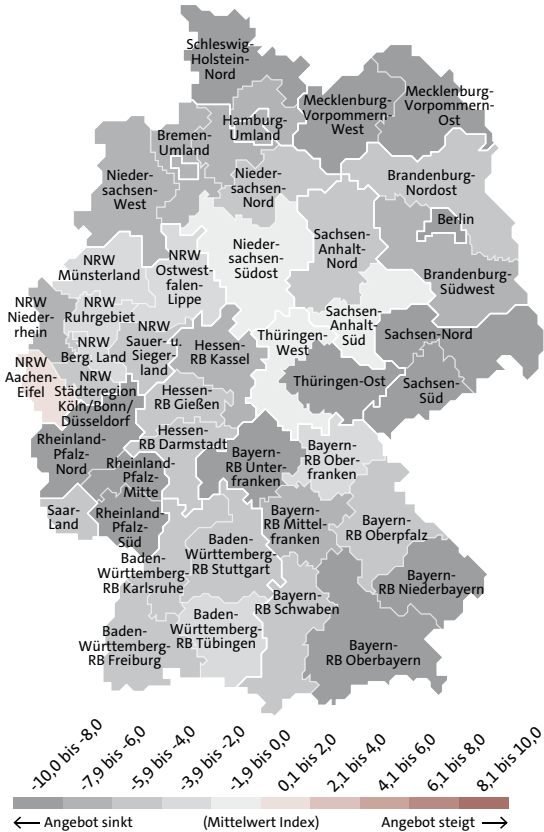 Schleswig-
Holstein-
Nord
Mecklenburg-
Vorpommern-
West
Mecklenburg-
Vorpommern-
Ost
Hamburg-
Umland
Bremen-
Umland
Nieder-
sachsen-
West
Nieder-
sachsen-
Nord
Brandenburg-
Nordost
Berlin
Nieder-
sachsen-
Südost
Sachsen-
Anhalt-
Nord
Brandenburg-
Südwest
NRW
Münsterland
NRW
Ostwest-
falen-
Lippe
NRW
Nieder-
rhein
NRW
Ruhrgebiet
NRW
Sauer- u.
Sieger-
land
NRW
Berg. Land
Hessen-
RB Kassel
Thüringen-
West
Sachsen-
Anhalt-
Süd
Sachsen-Nord
NRW
Aachen-
Eifel
NRW
Städteregion
Köln/Bonn/
Düsseldorf
Hessen-
RB Gießen
Thüringen-Ost
Sachsen-
Süd
Hessen-
RB Darmstadt
Rheinland-
Pfalz-
Nord
Rheinland-
Pfalz-
Mitte
Bayern-
RB Unter-
franken
Bayern-
RB Ober-
franken
Saar-
Land
Rheinland-
Pfalz-
Süd
Bayern-
RB Mittel-
franken
Bayern-
RB Oberpfalz
Baden-
Württemberg-
RB Karlsruhe
Baden-
Württemberg-
RB Stuttgart
Bayern-
RB Niederbayern
Bayern-
RB Schwaben
Baden-
Württemberg-
RB Freiburg
Baden-
Württemberg-
RB Tübingen
Bayern-
RB Oberbayern
-10,0 bis -8,0
-7,9 bis -6,0
-5,9 bis -4,0
-3,9 bis -2,0
-1,9 bis 0,0
0,1 bis 2,0
2,1 bis 4,0
4,1 bis 6,0
6,1 bis 8,0
8,1 bis 10,0
← Angebot sinkt
(Mittelwert Index)
Angebot steigt →